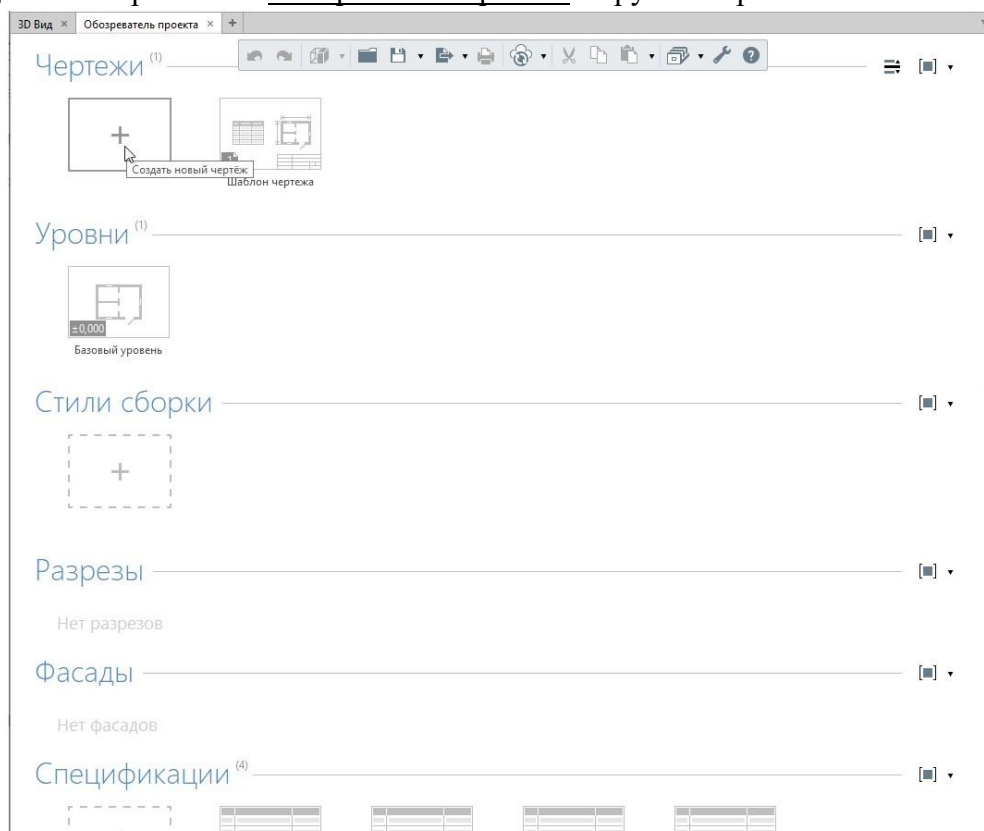 3D Вид × Обозреватель проекта × +
Чертежи (1)
Создать новый чертёж
Шаблон чертежа
Уровни (1)
±0,000
Базовый уровень
Стили сборки
Разрезы
Нет разрезов
Фасады
Нет фасадов
Спецификации (4)